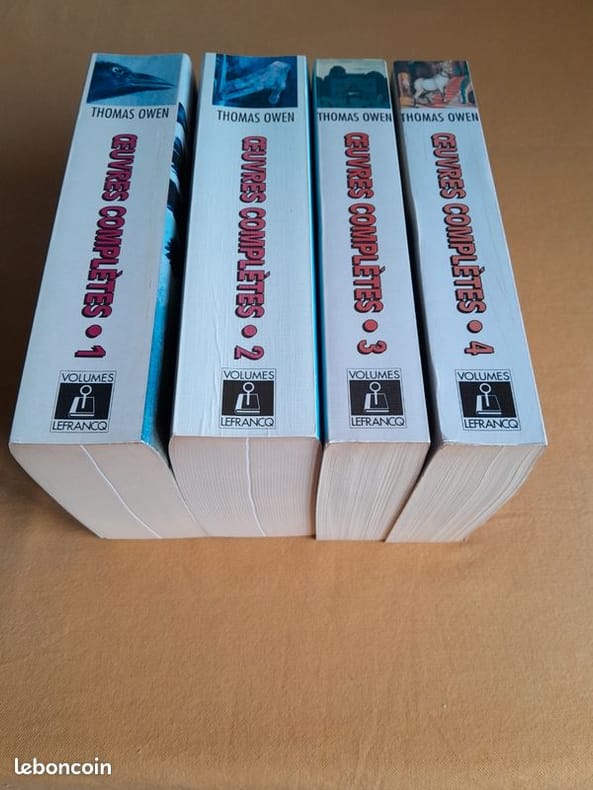 THOMAS OWEN
ŒUVRES COMPLÈTES • 1
VOLUMES
LEFRANCQ
THOMAS OWEN
ŒUVRES COMPLÈTES • 2
VOLUMES
LEFRANCQ
THOMAS OWEN
ŒUVRES COMPLÈTES • 3
VOLUMES
LEFRANCQ
THOMAS OWEN
ŒUVRES COMPLÈTES • 4
VOLUMES
LEFRANCQ
leboncoin